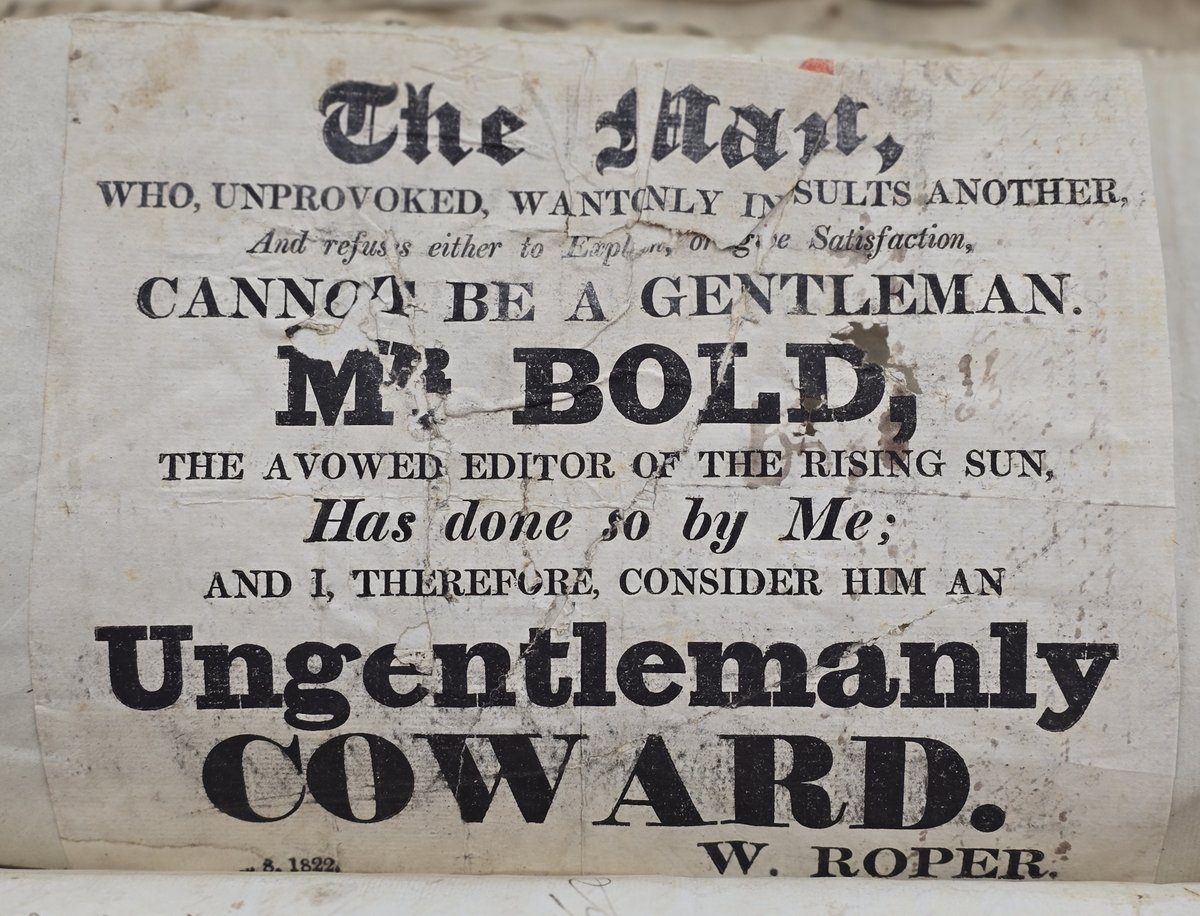 The Man,
WHO, UNPROVOKED, WANTONLY INSULTS ANOTHER,
And refuses either to Explain, or give Satisfaction,
CANNOT BE A GENTLEMAN.
MR BOLD,
THE AVOWED EDITOR OF THE RISING SUN,
Has done so by Me;
AND I, THEREFORE, CONSIDER HIM AN
Ungentlemanly
COWARD.
W. ROPER.
8, 1822,